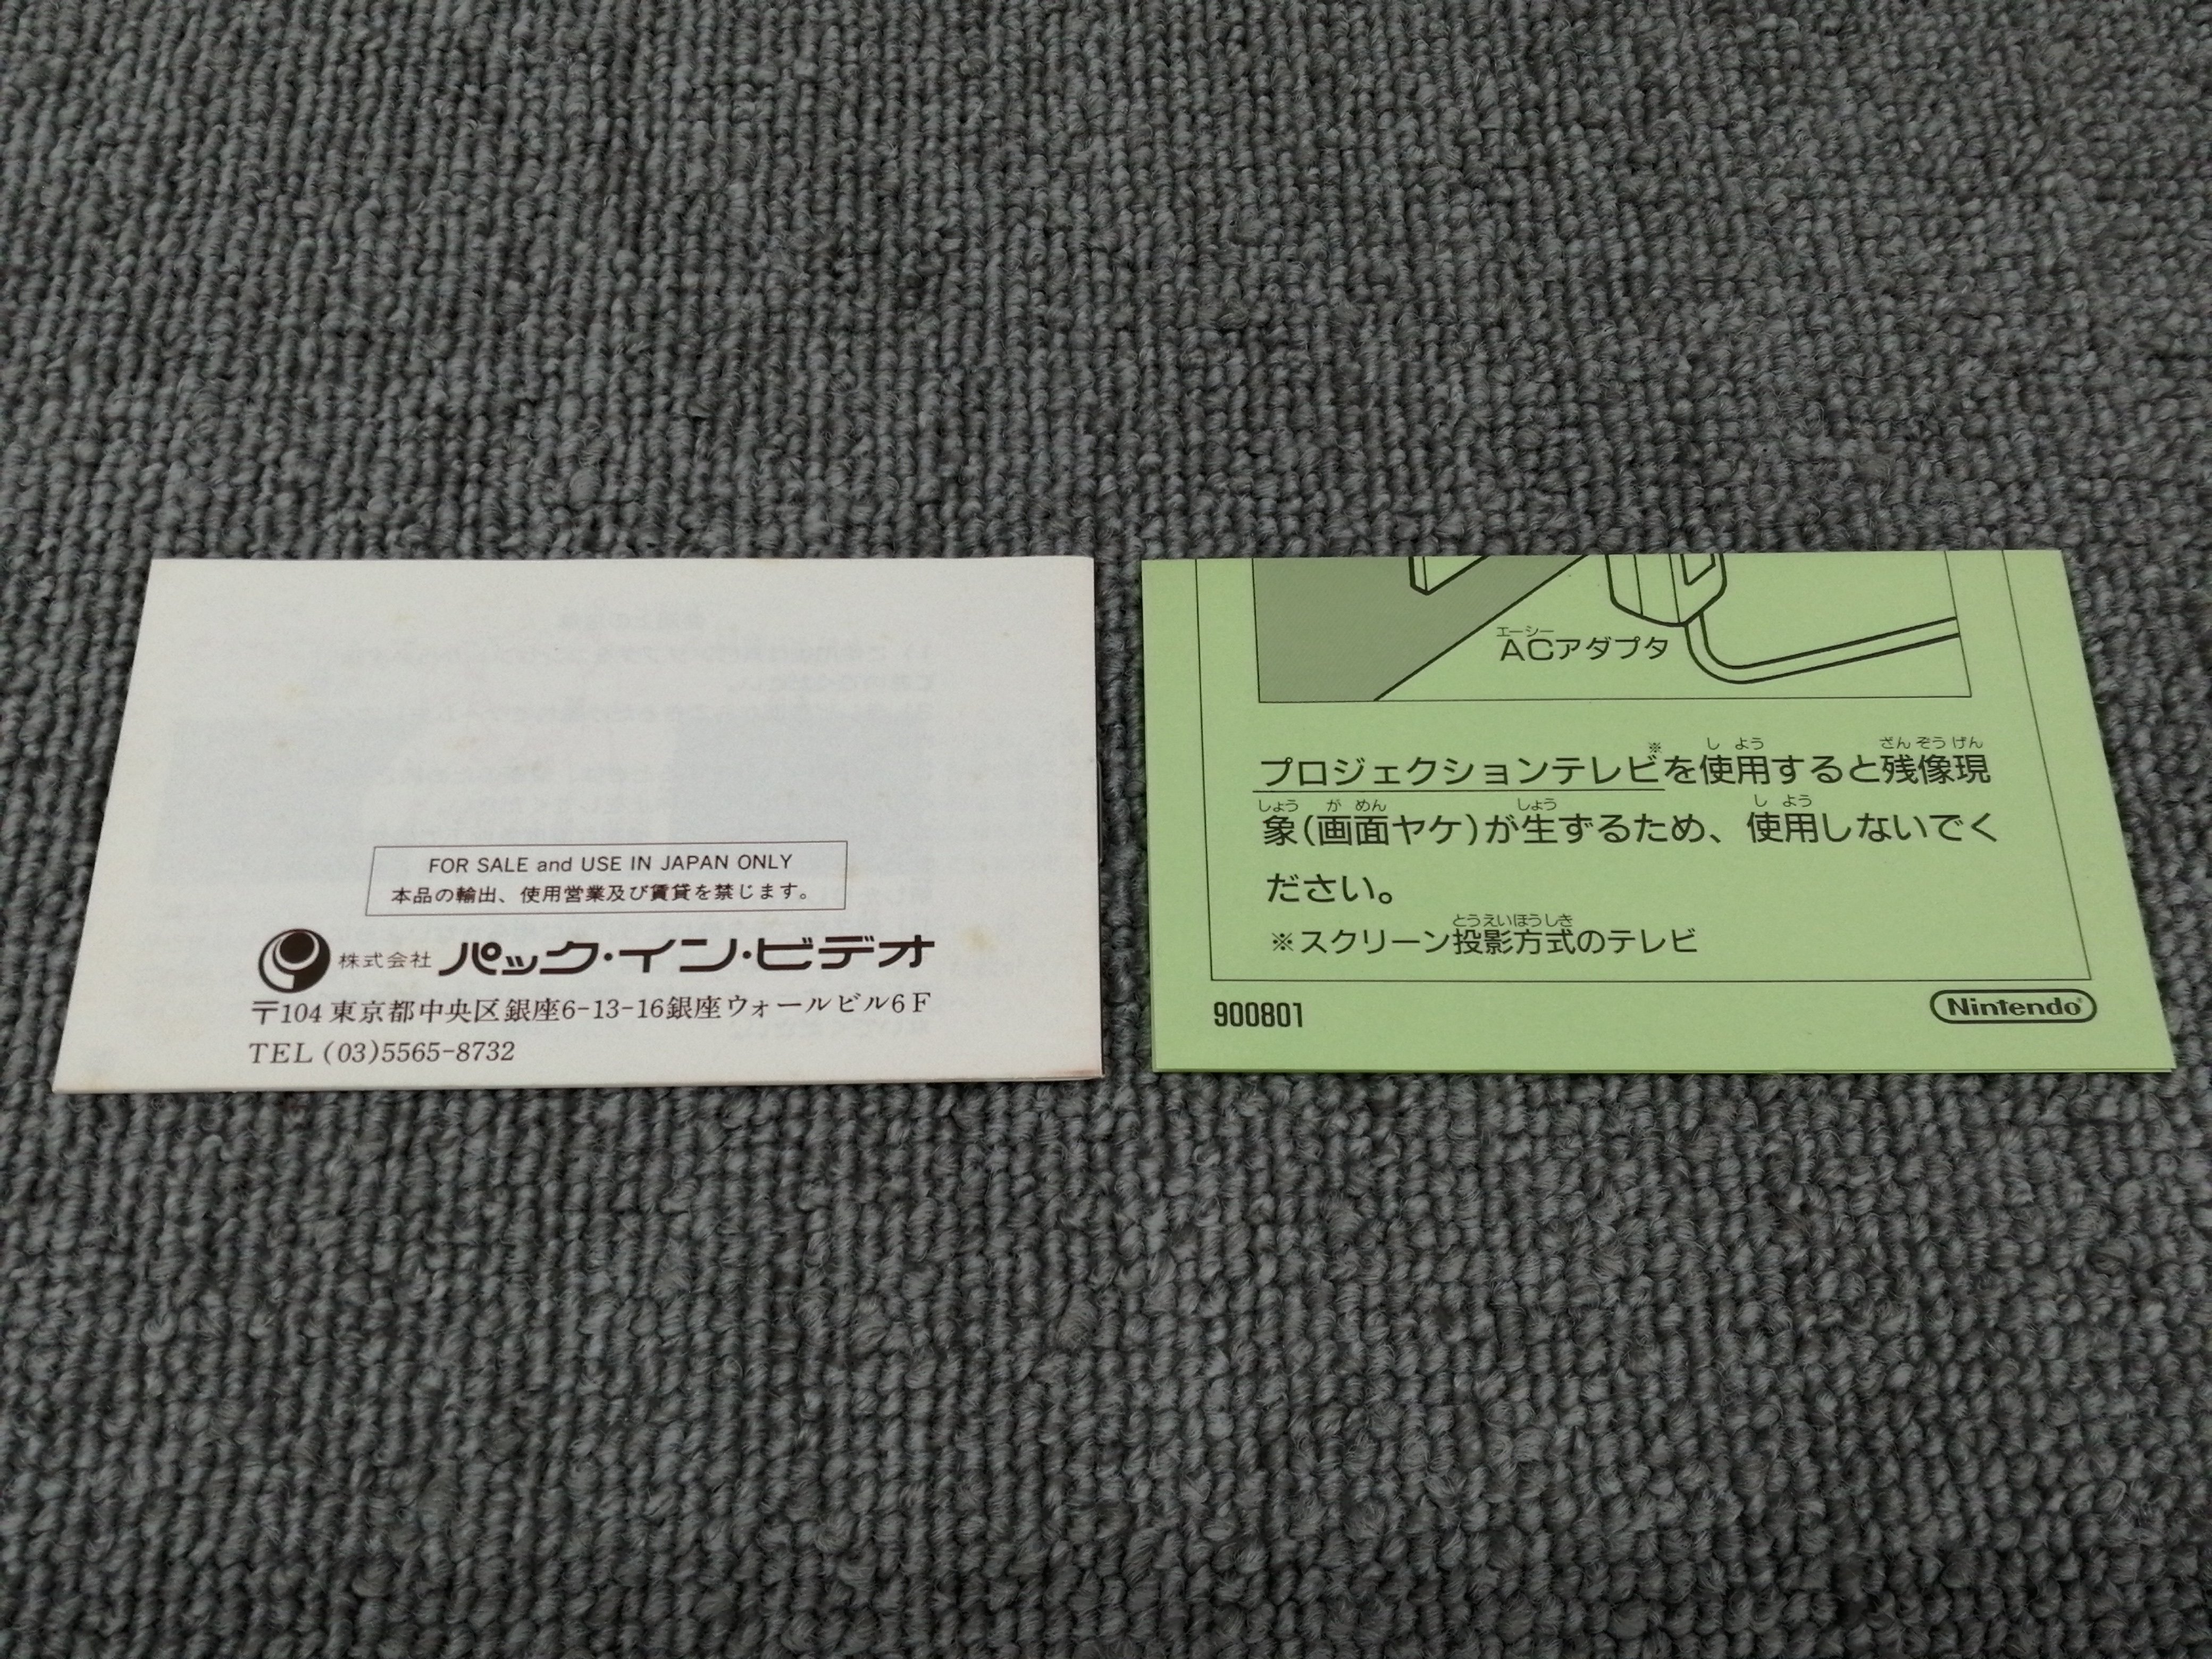 FOR SALE and USE IN JAPAN ONLY
本品の輸出、使用営業及び賃貸を禁じます。
株式会社 パック・イン・ビデオ
〒104 東京都中央区銀座6-13-16銀座ウォールビル6F
TEL (03)5565-8732
エーシー
ACアダプタ
※ し よう ざん ぞう げん
プロジェクションテレビを使用すると残像現
しょう が めん しょう し よう
象(画面ヤケ)が生ずるため、使用しないでく
ださい。
とうえいほうしき
※スクリーン投影方式のテレビ
900801
Nintendo®